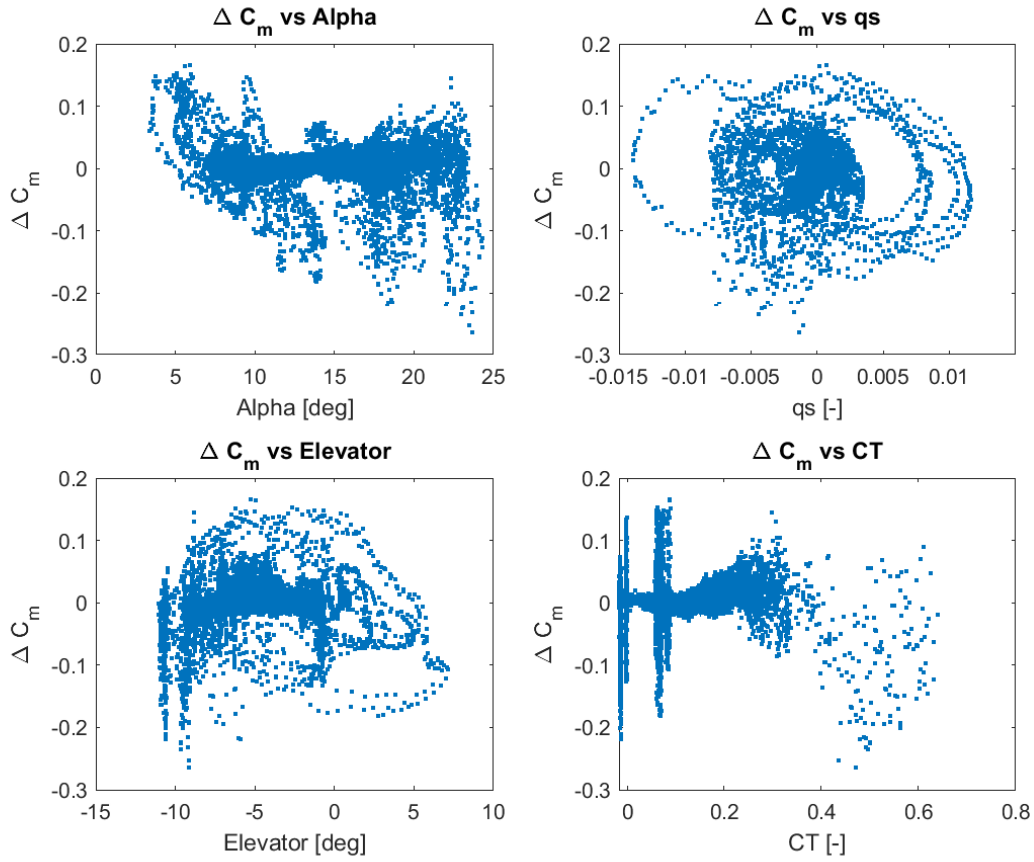 Δ C_m vs Alpha
Δ C_m
0.2
0.1
0
-0.1
-0.2
-0.3
0 5 10 15 20 25
Alpha [deg]
Δ C_m vs qs
Δ C_m
0.2
0.1
0
-0.1
-0.2
-0.3
-0.015 -0.01 -0.005 0 0.005 0.01
qs [-]
Δ C_m vs Elevator
Δ C_m
0.2
0.1
0
-0.1
-0.2
-0.3
-15 -10 -5 0 5 10
Elevator [deg]
Δ C_m vs CT
Δ C_m
0.2
0.1
0
-0.1
-0.2
-0.3
0 0.2 0.4 0.6 0.8
CT [-]